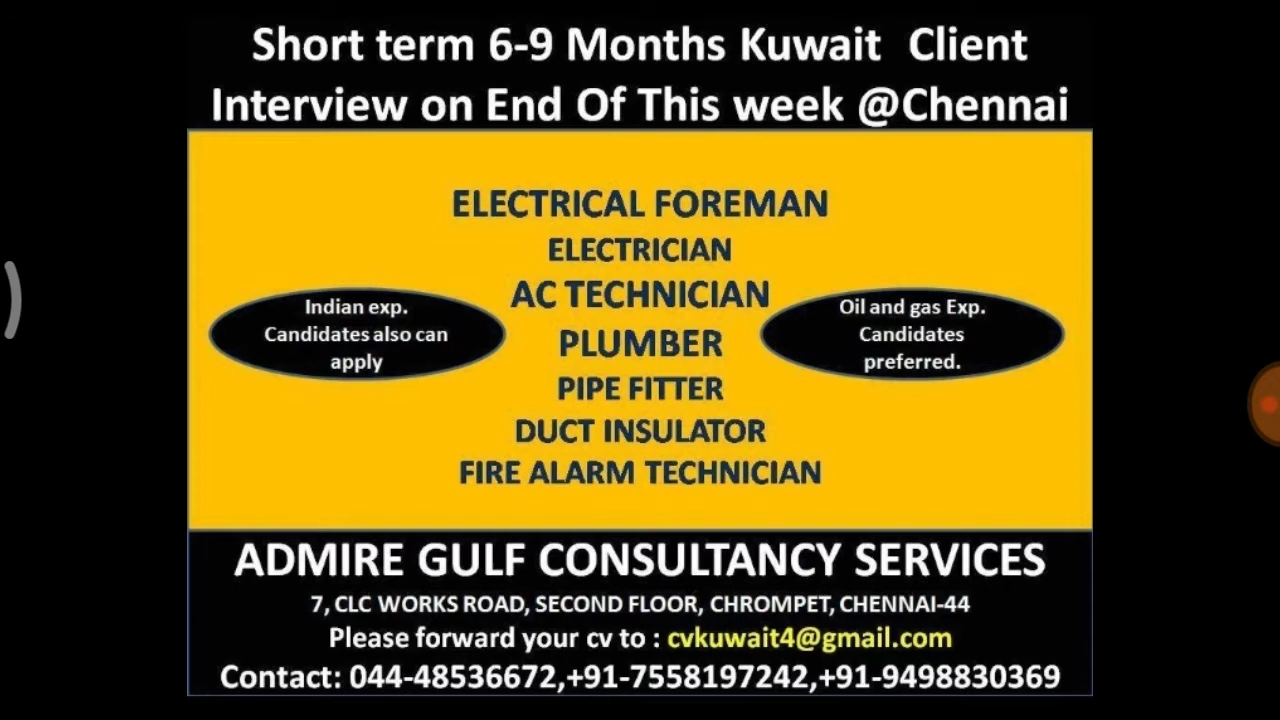 Short term 6-9 Months Kuwait Client
Interview on End Of This week @Chennai
ELECTRICAL FOREMAN
ELECTRICIAN
AC TECHNICIAN
PLUMBER
PIPE FITTER
DUCT INSULATOR
FIRE ALARM TECHNICIAN
Indian exp.
Candidates also can
apply
Oil and gas Exp.
Candidates
preferred.
ADMIRE GULF CONSULTANCY SERVICES
7, CLC WORKS ROAD, SECOND FLOOR, CHROMPET, CHENNAI-44
Please forward your cv to : cvkuwait4@gmail.com
Contact: 044-48536672,+91-7558197242,+91-9498830369